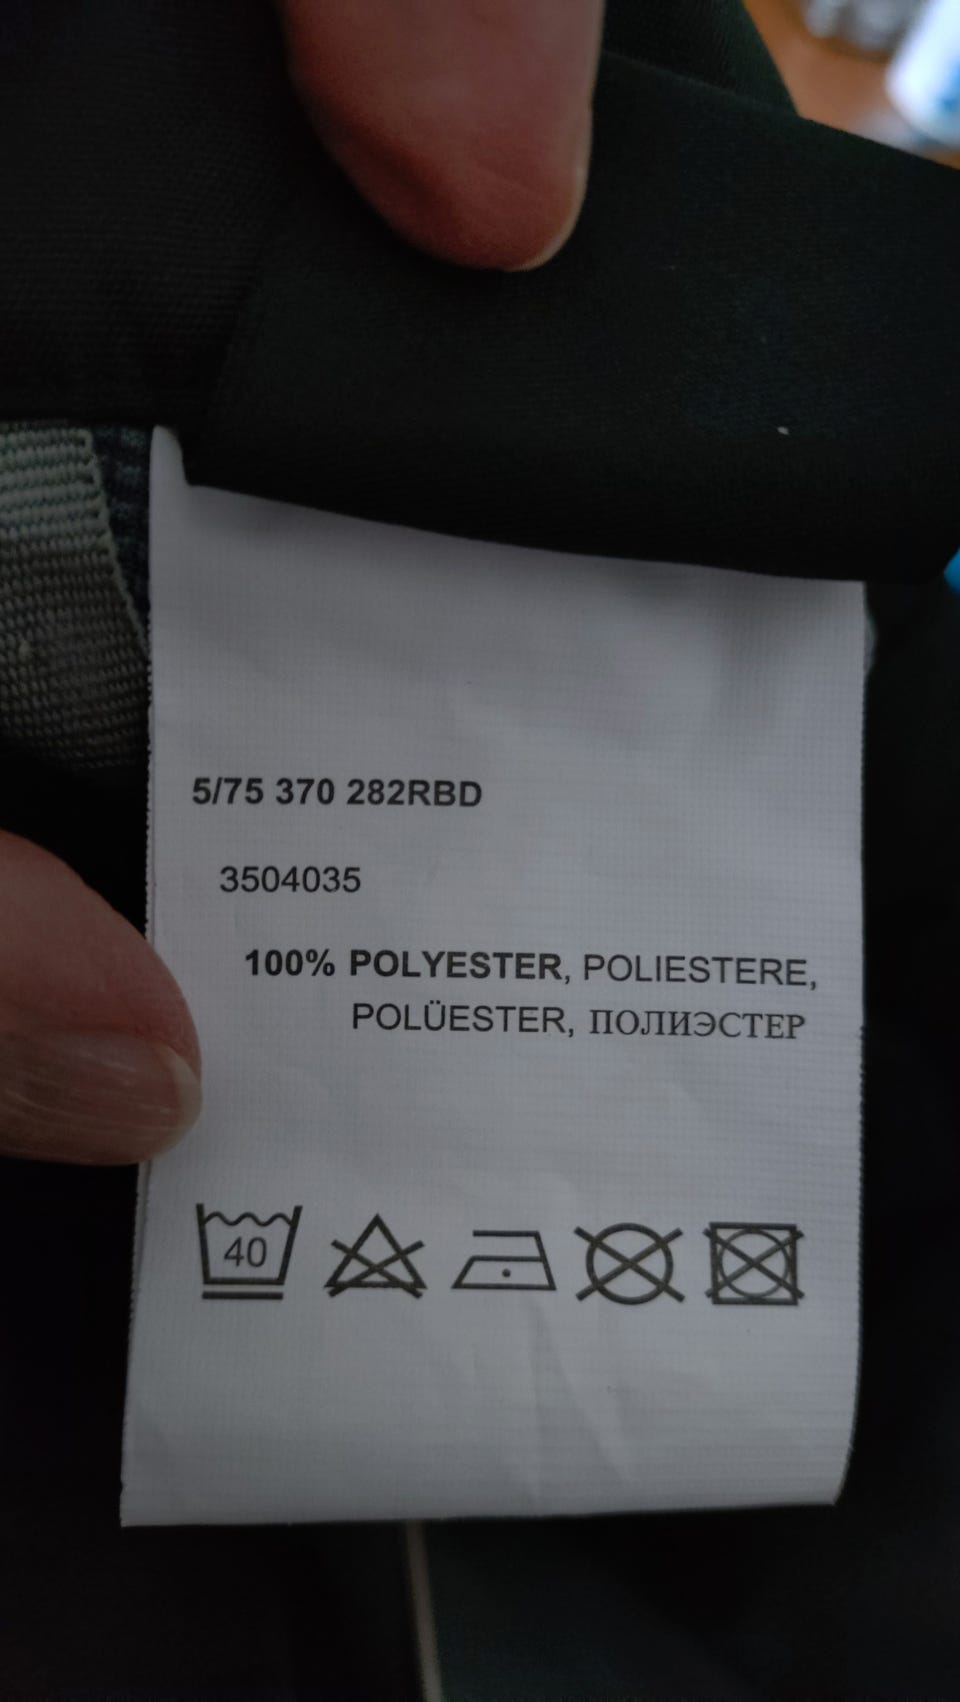 5/75 370 282RBD
3504035
100% POLYESTER, POLIESTERE,
POLÜESTER, ПОЛИЭСТЕР
40